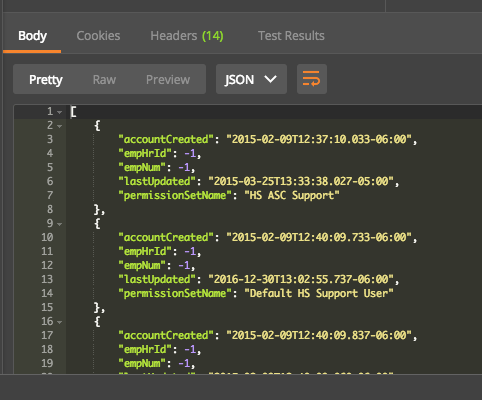 Body Cookies Headers (14) Test Results
Pretty Raw Preview JSON
1 [
2 {
3 "accountCreated": "2015-02-09T12:37:10.033-06:00",
4 "empHrId": -1,
5 "empNum": -1,
6 "lastUpdated": "2015-03-25T13:33:38.027-05:00",
7 "permissionSetName": "HS ASC Support"
8 },
9 {
10 "accountCreated": "2015-02-09T12:40:09.733-06:00",
11 "empHrId": -1,
12 "empNum": -1,
13 "lastUpdated": "2016-12-30T13:02:55.737-06:00",
14 "permissionSetName": "Default HS Support User"
15 },
16 {
17 "accountCreated": "2015-02-09T12:40:09.837-06:00",
18 "empHrId": -1,
19 "empNum": -1,